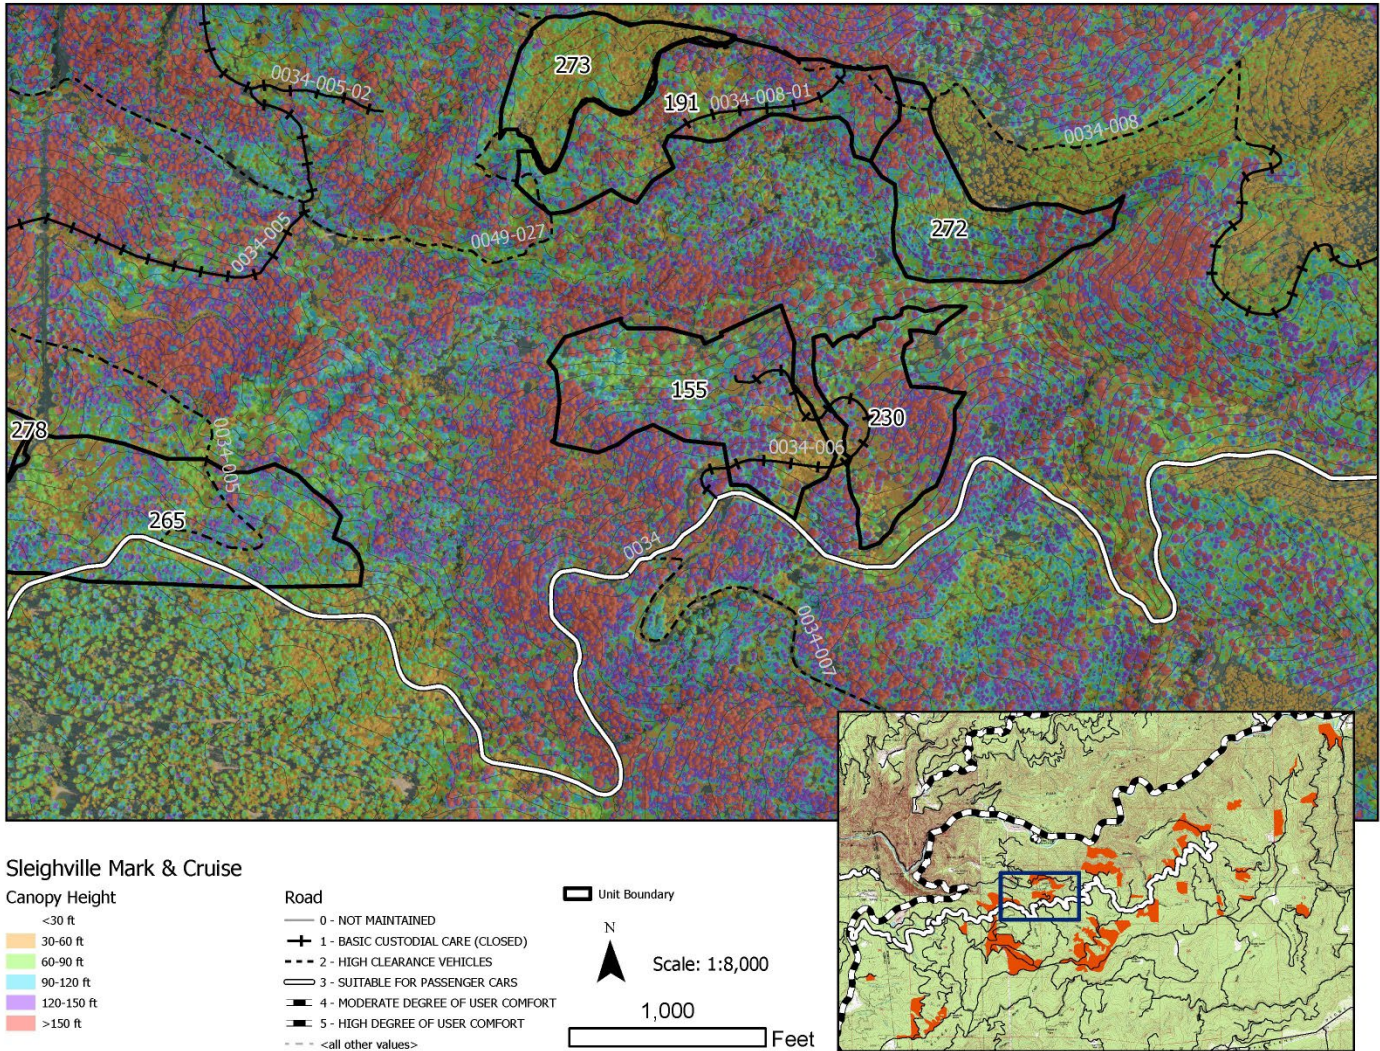 273
0034-005-02
191
0034-008-01
0034-008
0049-027
0034-005
272
155
230
278
0034-005
0034-006
265
0034
0034-007
Sleighville Mark & Cruise
Canopy Height
<30 ft
30-60 ft
60-90 ft
90-120 ft
120-150 ft
>150 ft
Road
0 - NOT MAINTAINED
1 - BASIC CUSTODIAL CARE (CLOSED)
2 - HIGH CLEARANCE VEHICLES
3 - SUITABLE FOR PASSENGER CARS
4 - MODERATE DEGREE OF USER COMFORT
5 - HIGH DEGREE OF USER COMFORT
<all other values>
Unit Boundary
N
Scale: 1:8,000
1,000
Feet